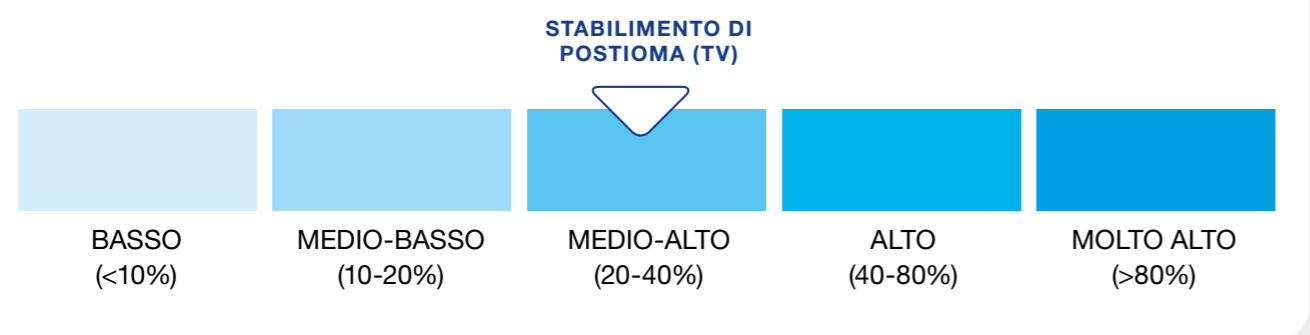 STABILIMENTO DI
POSTIOMA (TV)
BASSO
(<10%)
MEDIO-BASSO
(10-20%)
MEDIO-ALTO
(20-40%)
ALTO
(40-80%)
MOLTO ALTO
(>80%)